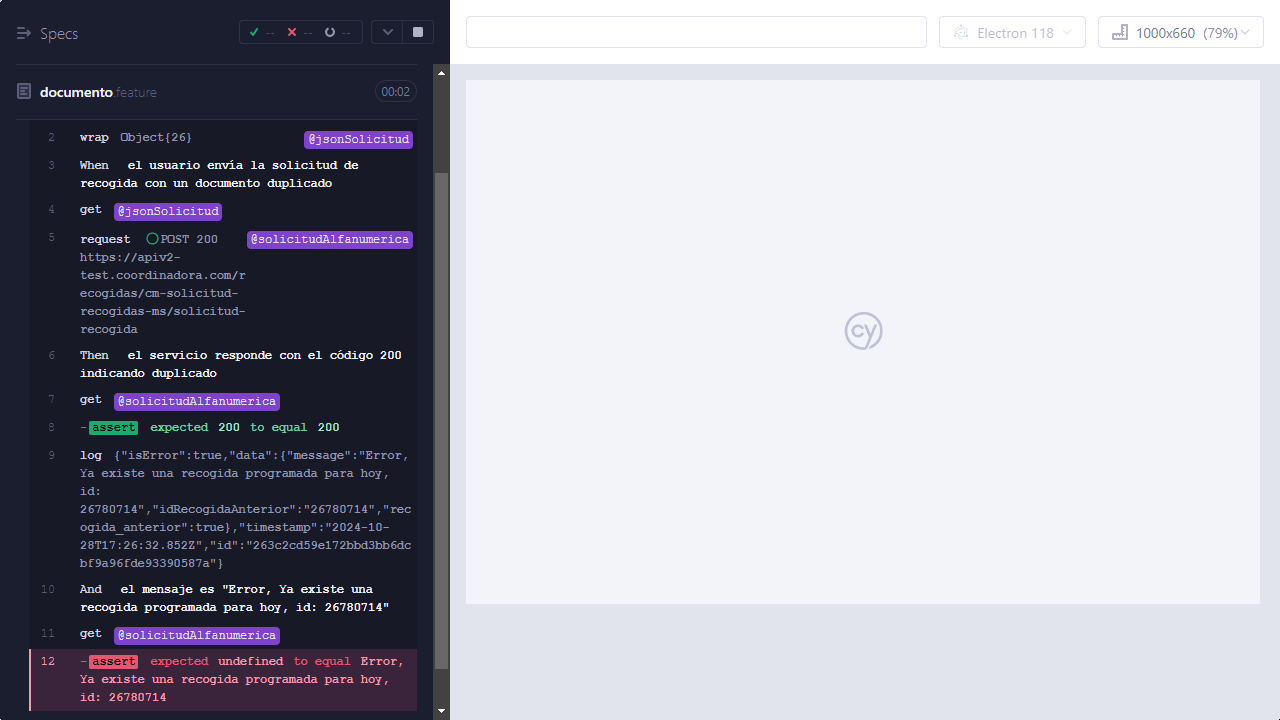 Specs
-- -- --
Electron 118
1000x660 (79%)
documento.feature
00:02
2 wrap Object{26} @jsonSolicitud
3 When el usuario envía la solicitud de
recogida con un documento duplicado
4 get @jsonSolicitud
5 request POST 200 @solicitudAlfanumerica
https://apiv2-
test.coordinadora.com/r
ecogidas/cm-solicitud-
recogidas-ms/solicitud-
recogida
6 Then el servicio responde con el código 200
indicando duplicado
7 get @solicitudAlfanumerica
8 -assert expected 200 to equal 200
9 log {"isError":true,"data":{"message":"Error,
Ya existe una recogida programada para hoy,
id:
26780714","idRecogidaAnterior":"26780714","rec
ogida_anterior":true},"timestamp":"2024-10-
28T17:26:32.852Z","id":"263c2cd59e172bbd3bb6dc
bf9a96fde93390587a"}
10 And el mensaje es "Error, Ya existe una
recogida programada para hoy, id: 26780714"
11 get @solicitudAlfanumerica
12 -assert expected undefined to equal Error,
Ya existe una recogida programada para hoy,
id: 26780714
cy